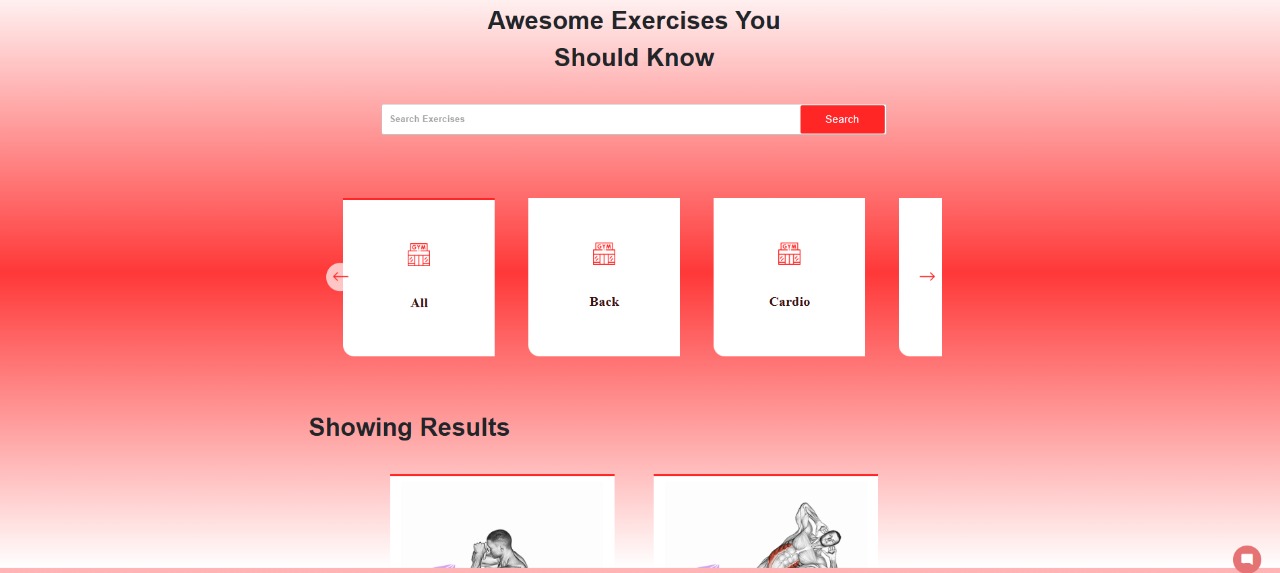 Awesome Exercises You
Should Know
Search Exercises
Search
GYM
GYM
GYM
All
Back
Cardio
Showing Results